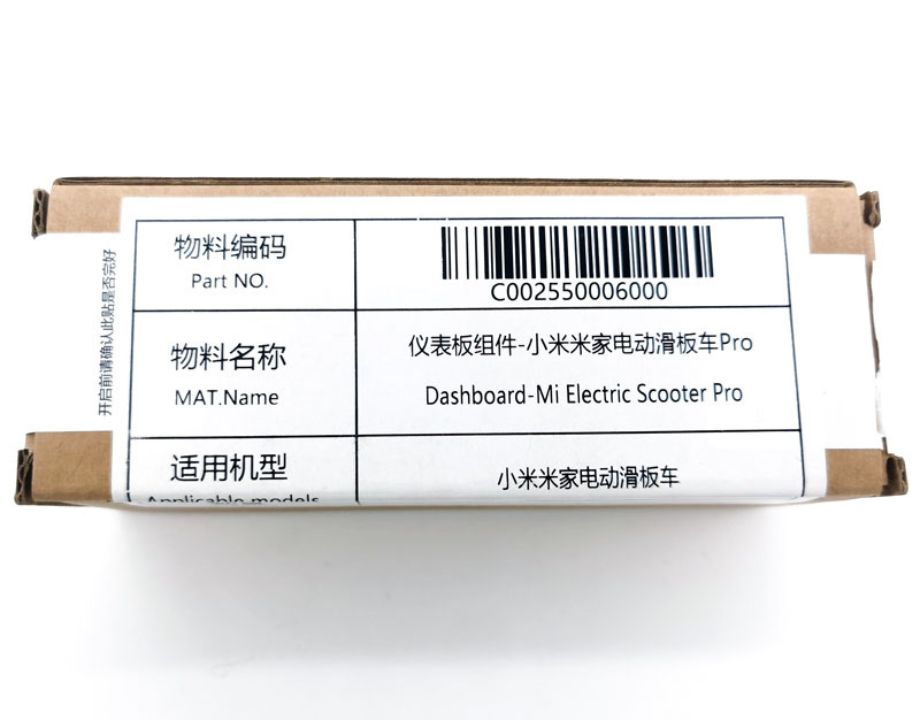 物料编码
Part NO.
C002550006000
物料名称
MAT.Name
仪表板组件-小米米家电动滑板车Pro
Dashboard-Mi Electric Scooter Pro
适用机型
Applicable models
小米米家电动滑板车
开启前请确认此贴是否完好